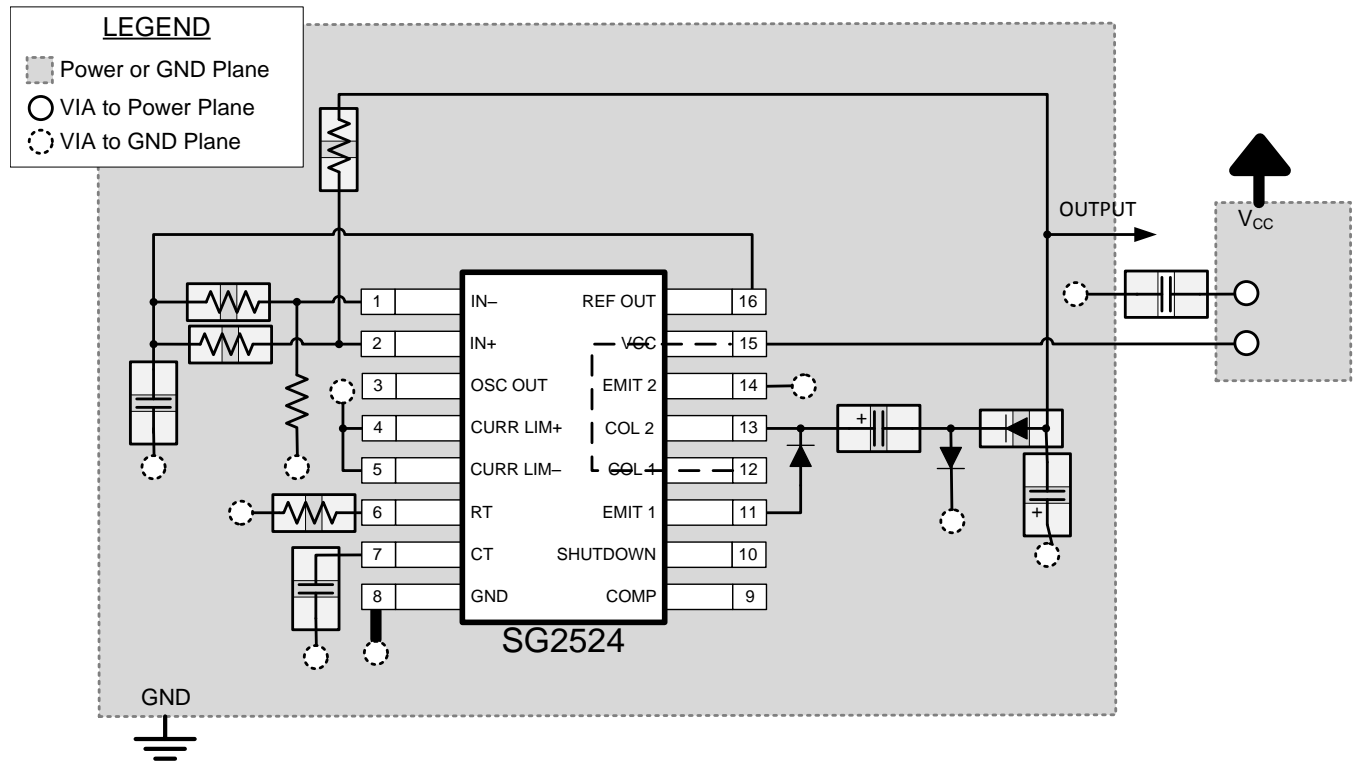 LEGEND
Power or GND Plane
VIA to Power Plane
VIA to GND Plane
OUTPUT
VCC
1 IN– REF OUT 16
2 IN+ VCC 15
3 OSC OUT EMIT 2 14
4 CURR LIM+ COL 2 13
5 CURR LIM– COL 1 12
6 RT EMIT 1 11
7 CT SHUTDOWN 10
8 GND COMP 9
+
+
SG2524
GND